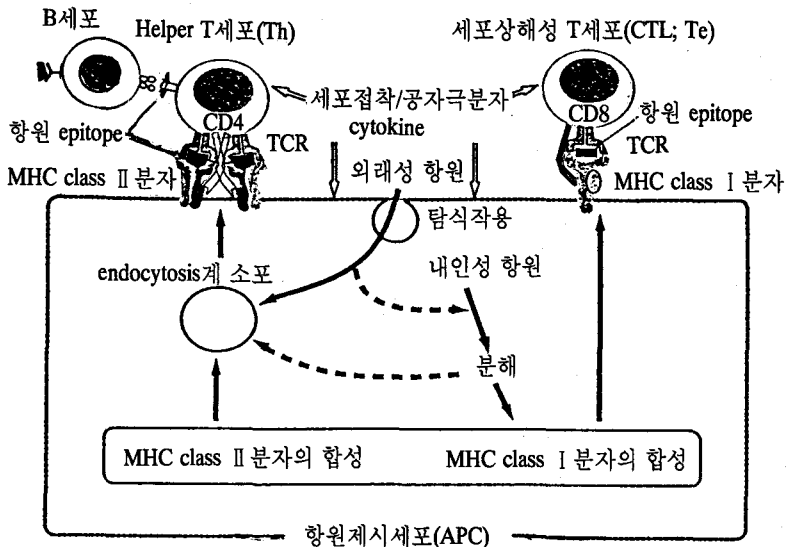 B세포
Helper T세포(Th)
세포상해성 T세포(CTL; Te)
CD4
세포접착/공자극분자
cytokine
CD8
항원 epitope
항원 epitope
TCR
TCR
MHC class Ⅱ 분자
외래성 항원
MHC class Ⅰ 분자
탐식작용
endocytosis계 소포
내인성 항원
분해
MHC class Ⅱ 분자의 합성
MHC class Ⅰ 분자의 합성
항원제시세포(APC)